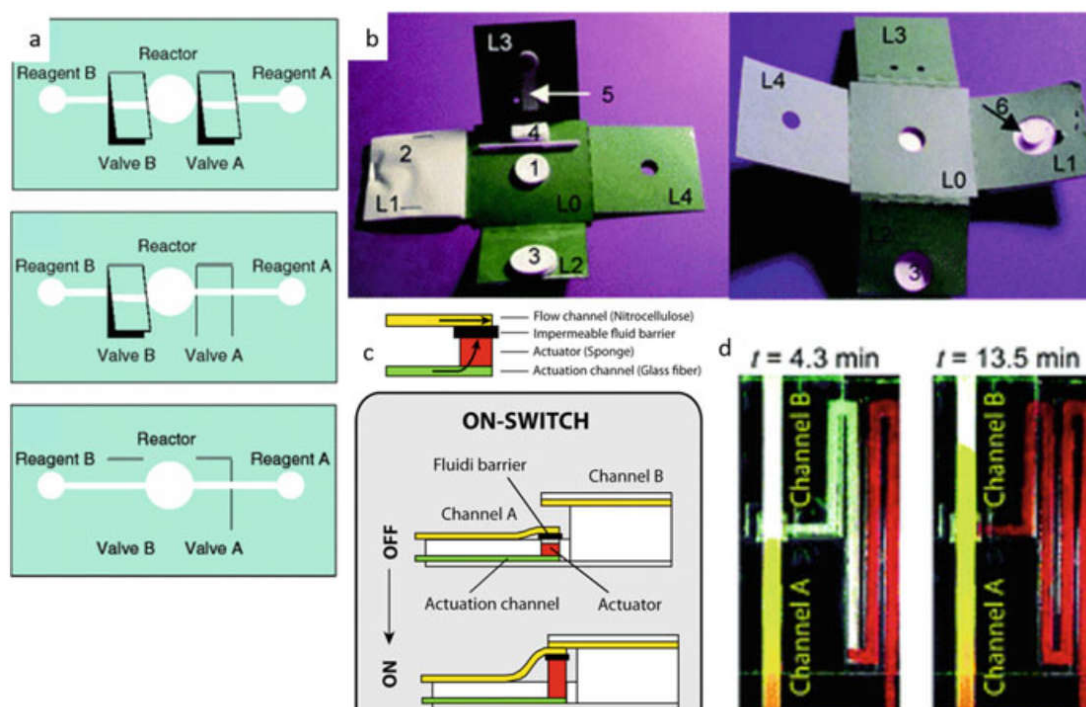 a
Reactor
Reagent B
Reagent A
Valve B
Valve A
Reactor
Reagent B
Reagent A
Valve B
Valve A
Reactor
Reagent B
Reagent A
Valve B
Valve A
b
L3
5
4
2
1
L1
L0
L4
3
L2
L3
L4
6
L1
L0
L2
3
c
Flow channel (Nitrocellulose)
Impermeable fluid barrier
Actuator (Sponge)
Actuation channel (Glass fiber)
ON-SWITCH
Fluidi barrier
Channel B
Channel A
OFF
Actuation channel
Actuator
ON
d
t = 4.3 min
t = 13.5 min
Channel B
Channel A
Channel B
Channel A